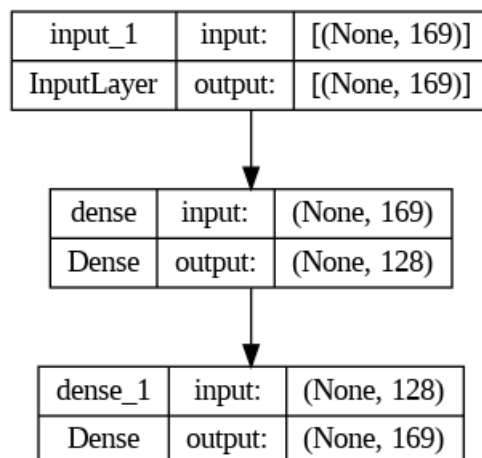 input_1 input: [(None, 169)]
InputLayer output: [(None, 169)]
dense input: (None, 169)
Dense output: (None, 128)
dense_1 input: (None, 128)
Dense output: (None, 169)